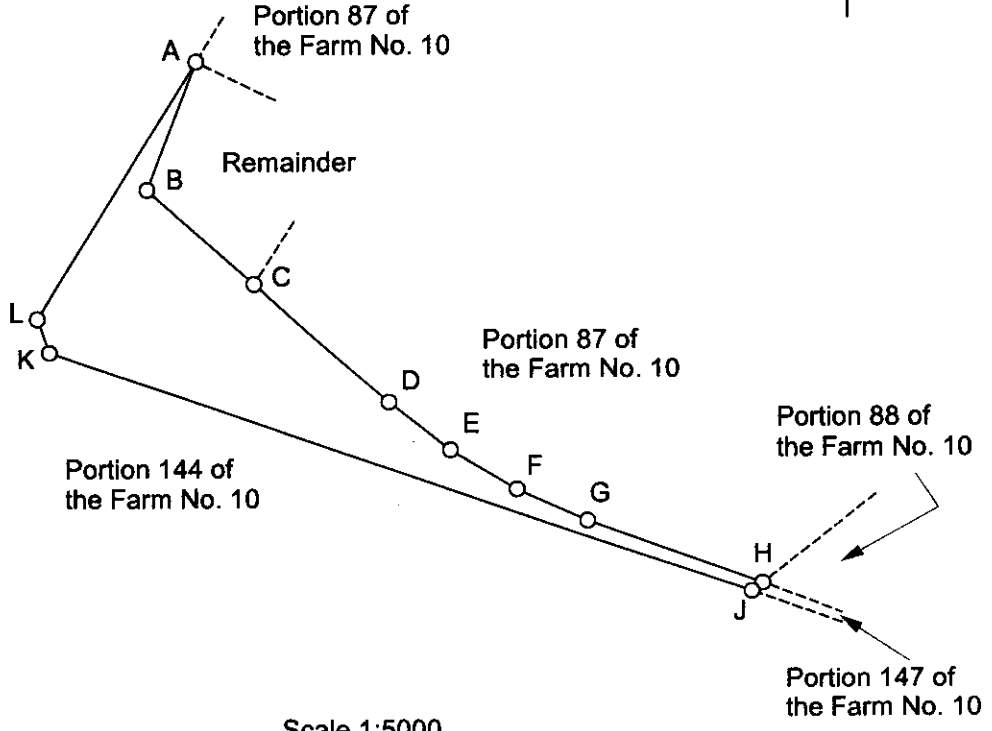 Portion 87 of
the Farm No. 10
A
Remainder
B
C
L
K
Portion 87 of
the Farm No. 10
D
E
F
G
Portion 144 of
the Farm No. 10
Portion 88 of
the Farm No. 10
H
J
Portion 147 of
the Farm No. 10
Scale 1:5000